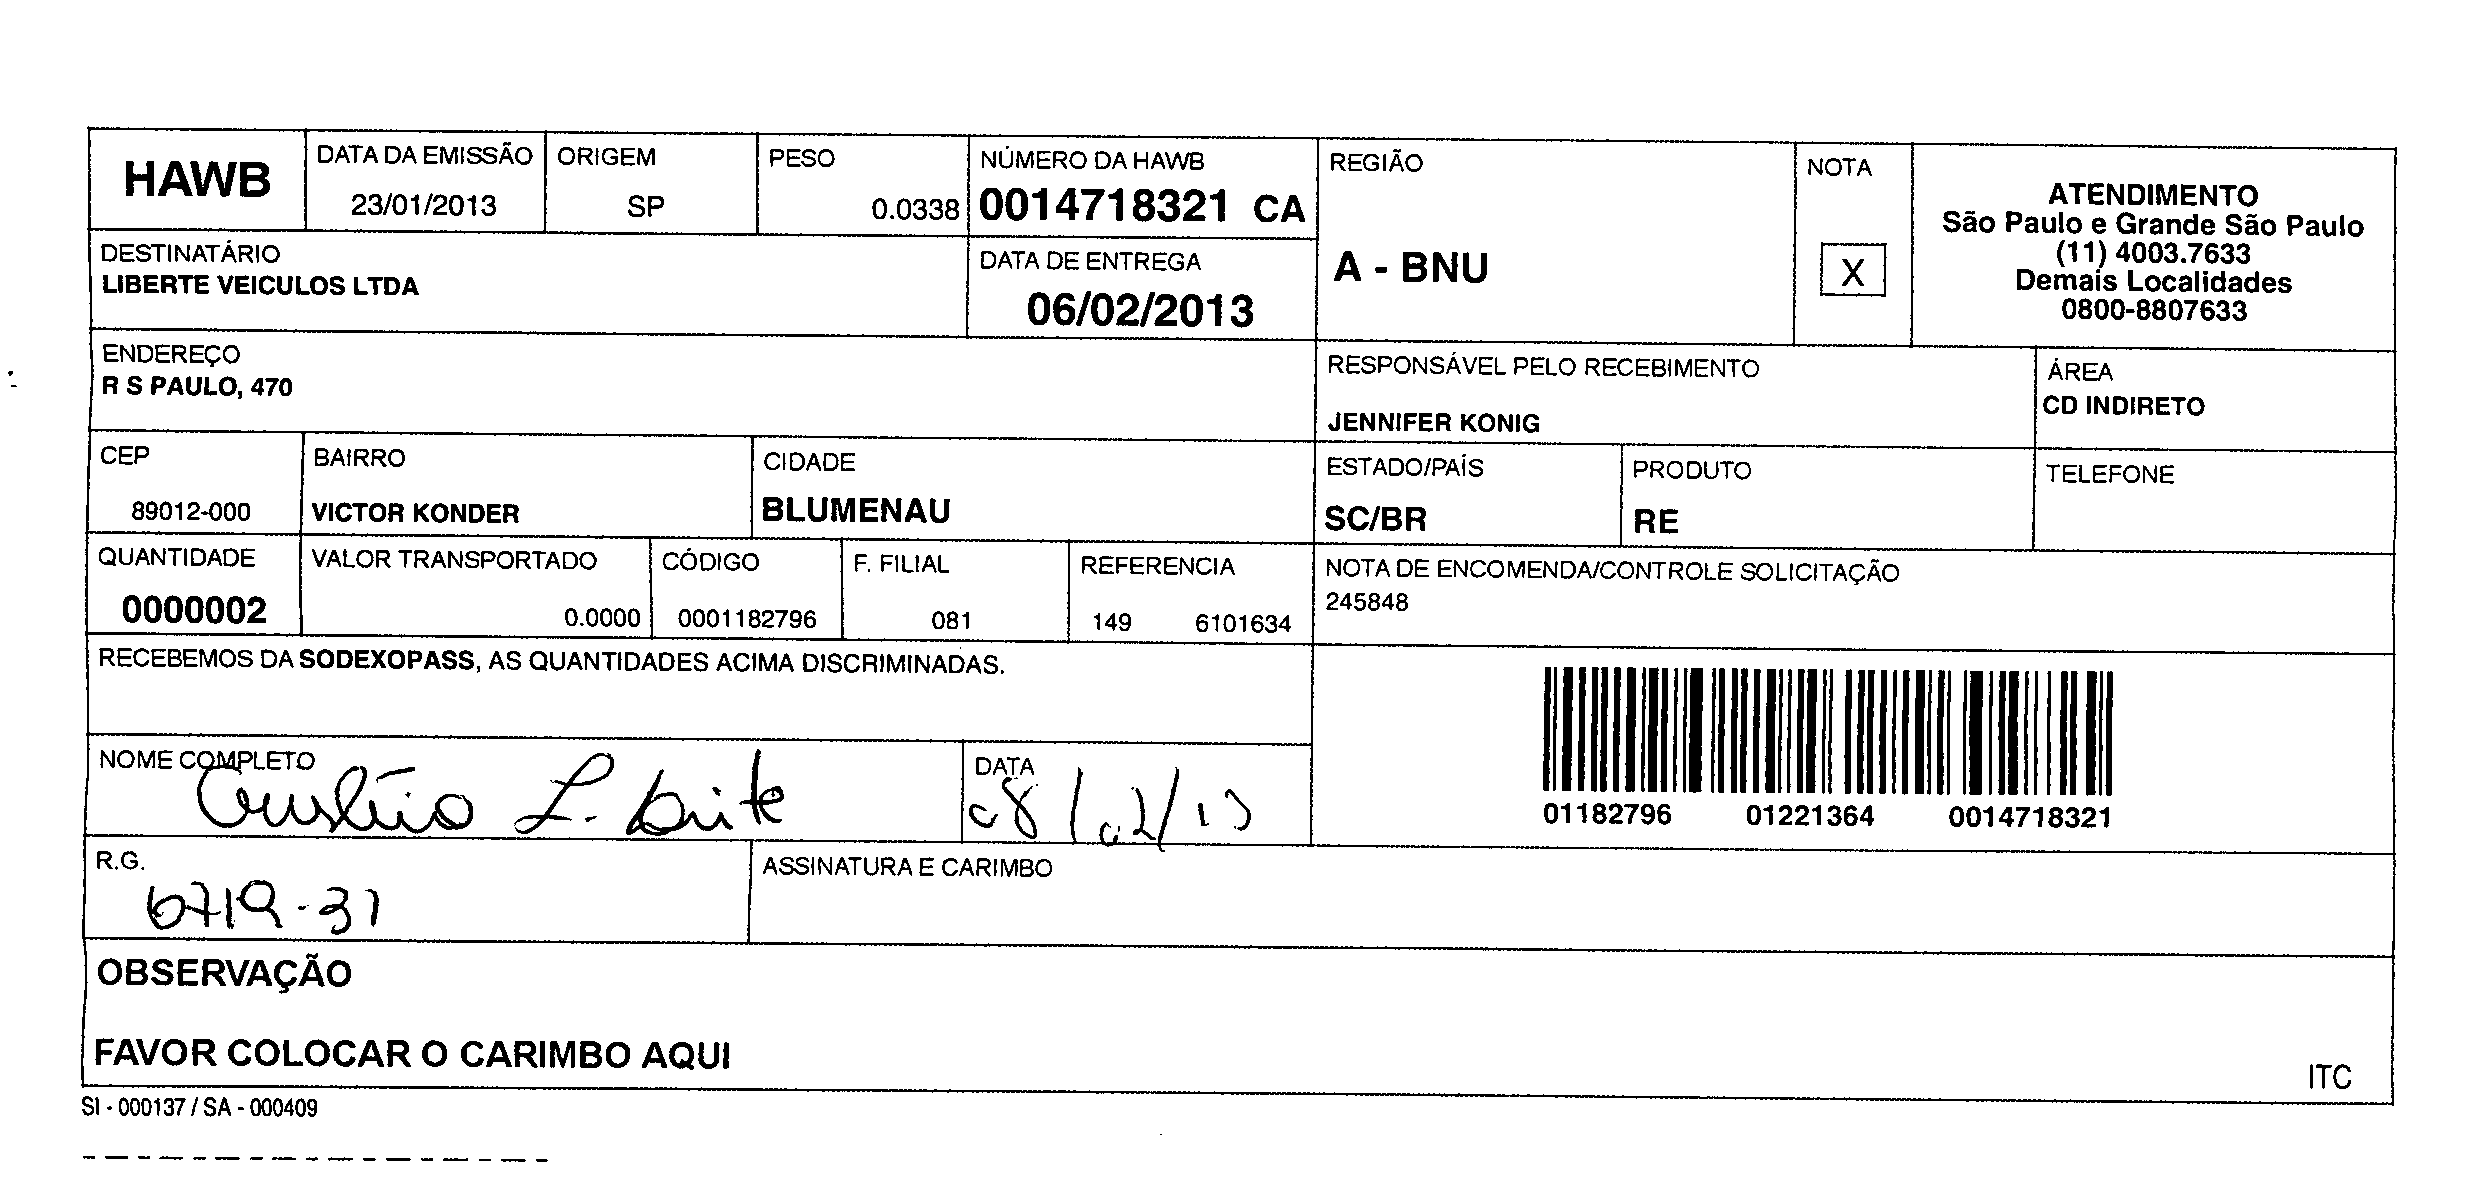 HAWB
DATA DA EMISSÃO
23/01/2013
ORIGEM
SP
PESO
0.0338
NÚMERO DA HAWB
0014718321 CA
REGIÃO
A - BNU
NOTA
X
ATENDIMENTO
São Paulo e Grande São Paulo
(11) 4003.7633
Demais Localidades
0800-8807633
DESTINATÁRIO
LIBERTE VEICULOS LTDA
DATA DE ENTREGA
06/02/2013
ENDEREÇO
R S PAULO, 470
RESPONSÁVEL PELO RECEBIMENTO
JENNIFER KONIG
ÁREA
CD INDIRETO
CEP
89012-000
BAIRRO
VICTOR KONDER
CIDADE
BLUMENAU
ESTADO/PAÍS
SC/BR
PRODUTO
RE
TELEFONE
QUANTIDADE
0000002
VALOR TRANSPORTADO
0.0000
CÓDIGO
0001182796
F. FILIAL
081
REFERENCIA
149 6101634
NOTA DE ENCOMENDA/CONTROLE SOLICITAÇÃO
245848
RECEBEMOS DA SODEXOPASS, AS QUANTIDADES ACIMA DISCRIMINADAS.
01182796 01221364 0014718321
NOME COMPLETO
L.
DATA
08/02/13
R.G.
6719-31
ASSINATURA E CARIMBO
OBSERVAÇÃO
FAVOR COLOCAR O CARIMBO AQUI
ITC
SI - 000137 / SA - 000409